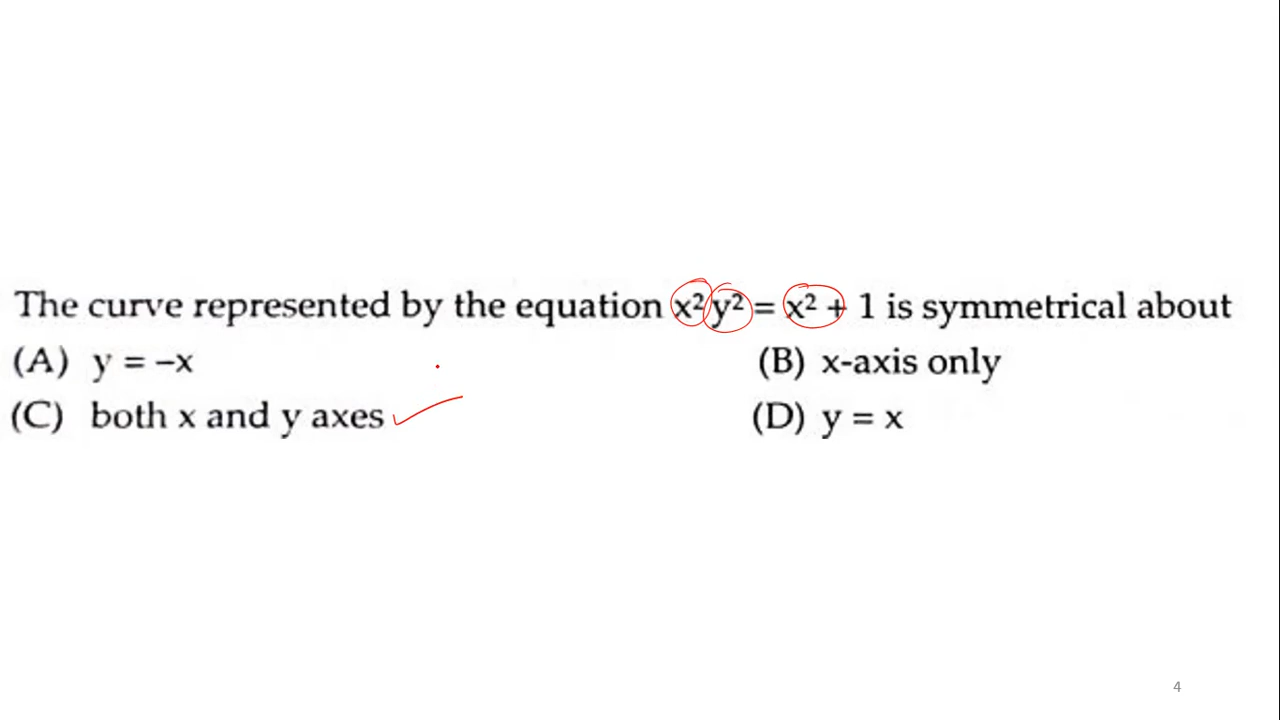 The curve represented by the equation x²y² = x² + 1 is symmetrical about
(A) y = –x (B) x-axis only
(C) both x and y axes (D) y = x
4